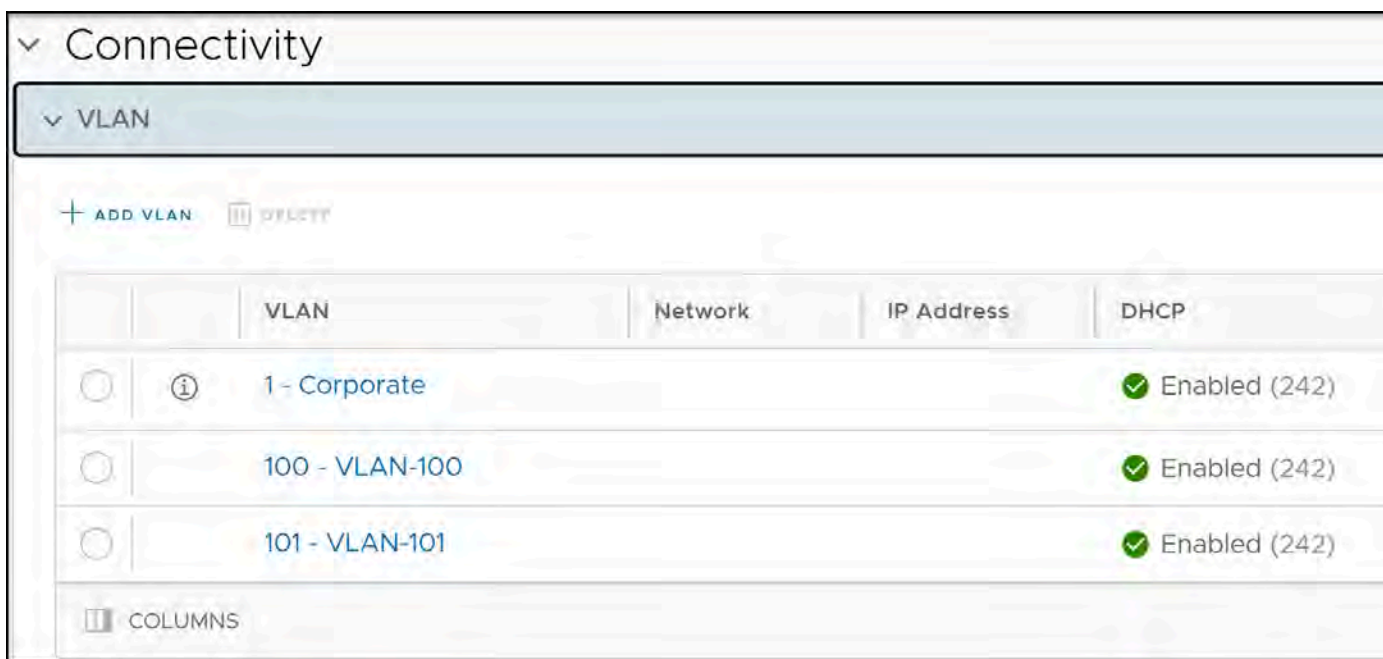 Connectivity
VLAN
+ ADD VLAN DELETE
VLAN Network IP Address DHCP
1 - Corporate Enabled (242)
100 - VLAN-100 Enabled (242)
101 - VLAN-101 Enabled (242)
COLUMNS